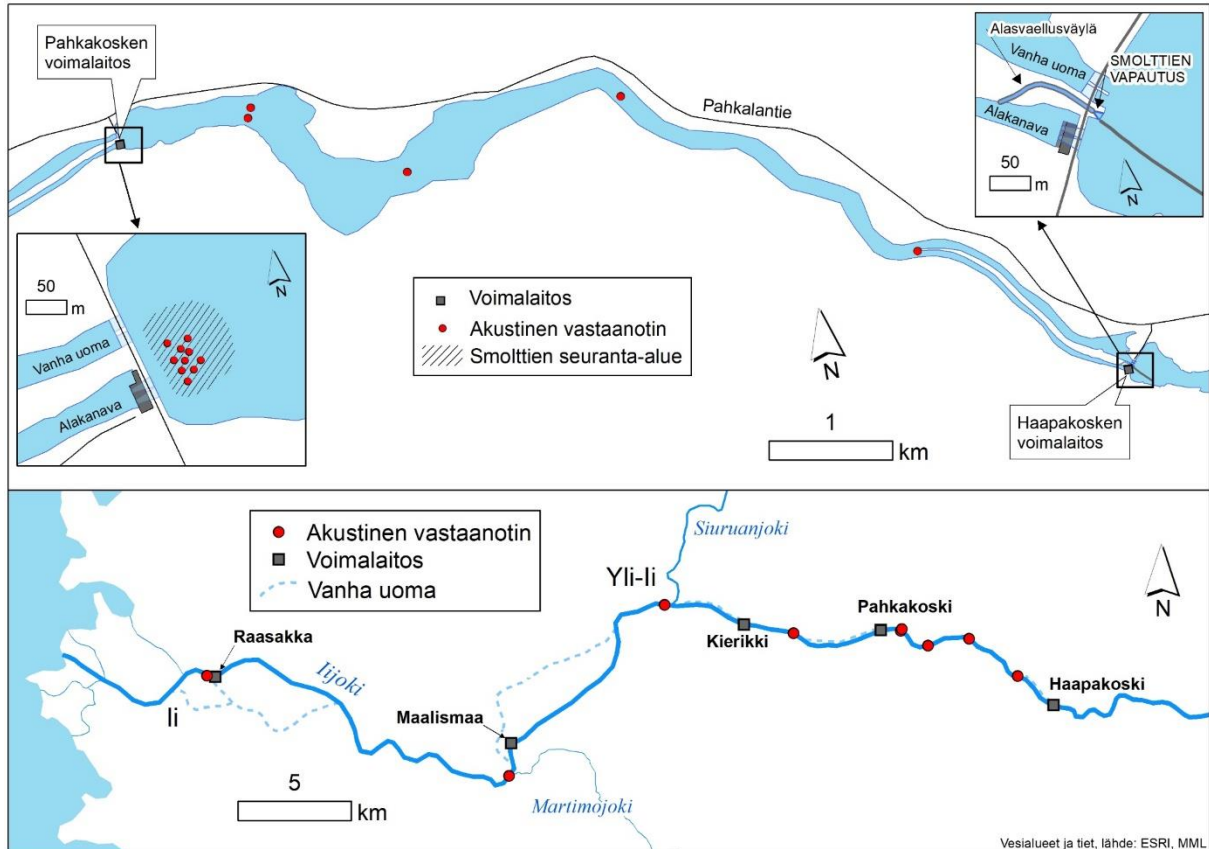 Pahkakosken
voimalaitos
Pahkalantie
Alasvaellusväylä
Vanha uoma
SMOLTTIEN
VAPAUTUS
Alakanava
50
m
N
50
m
N
Vanha uoma
Alakanava
Voimalaitos
Akustinen vastaanotin
Smolttien seuranta-alue
N
1
km
Haapakosken
voimalaitos
Akustinen vastaanotin
Voimalaitos
Vanha uoma
Siuruanjoki
Yli-Ii
N
Raasakka
Pahkakoski
Kierikki
Iijoki
Haapakoski
Ii
Maalismaa
5
km
Martimojoki
Vesialueet ja tiet, lähde: ESRI, MML